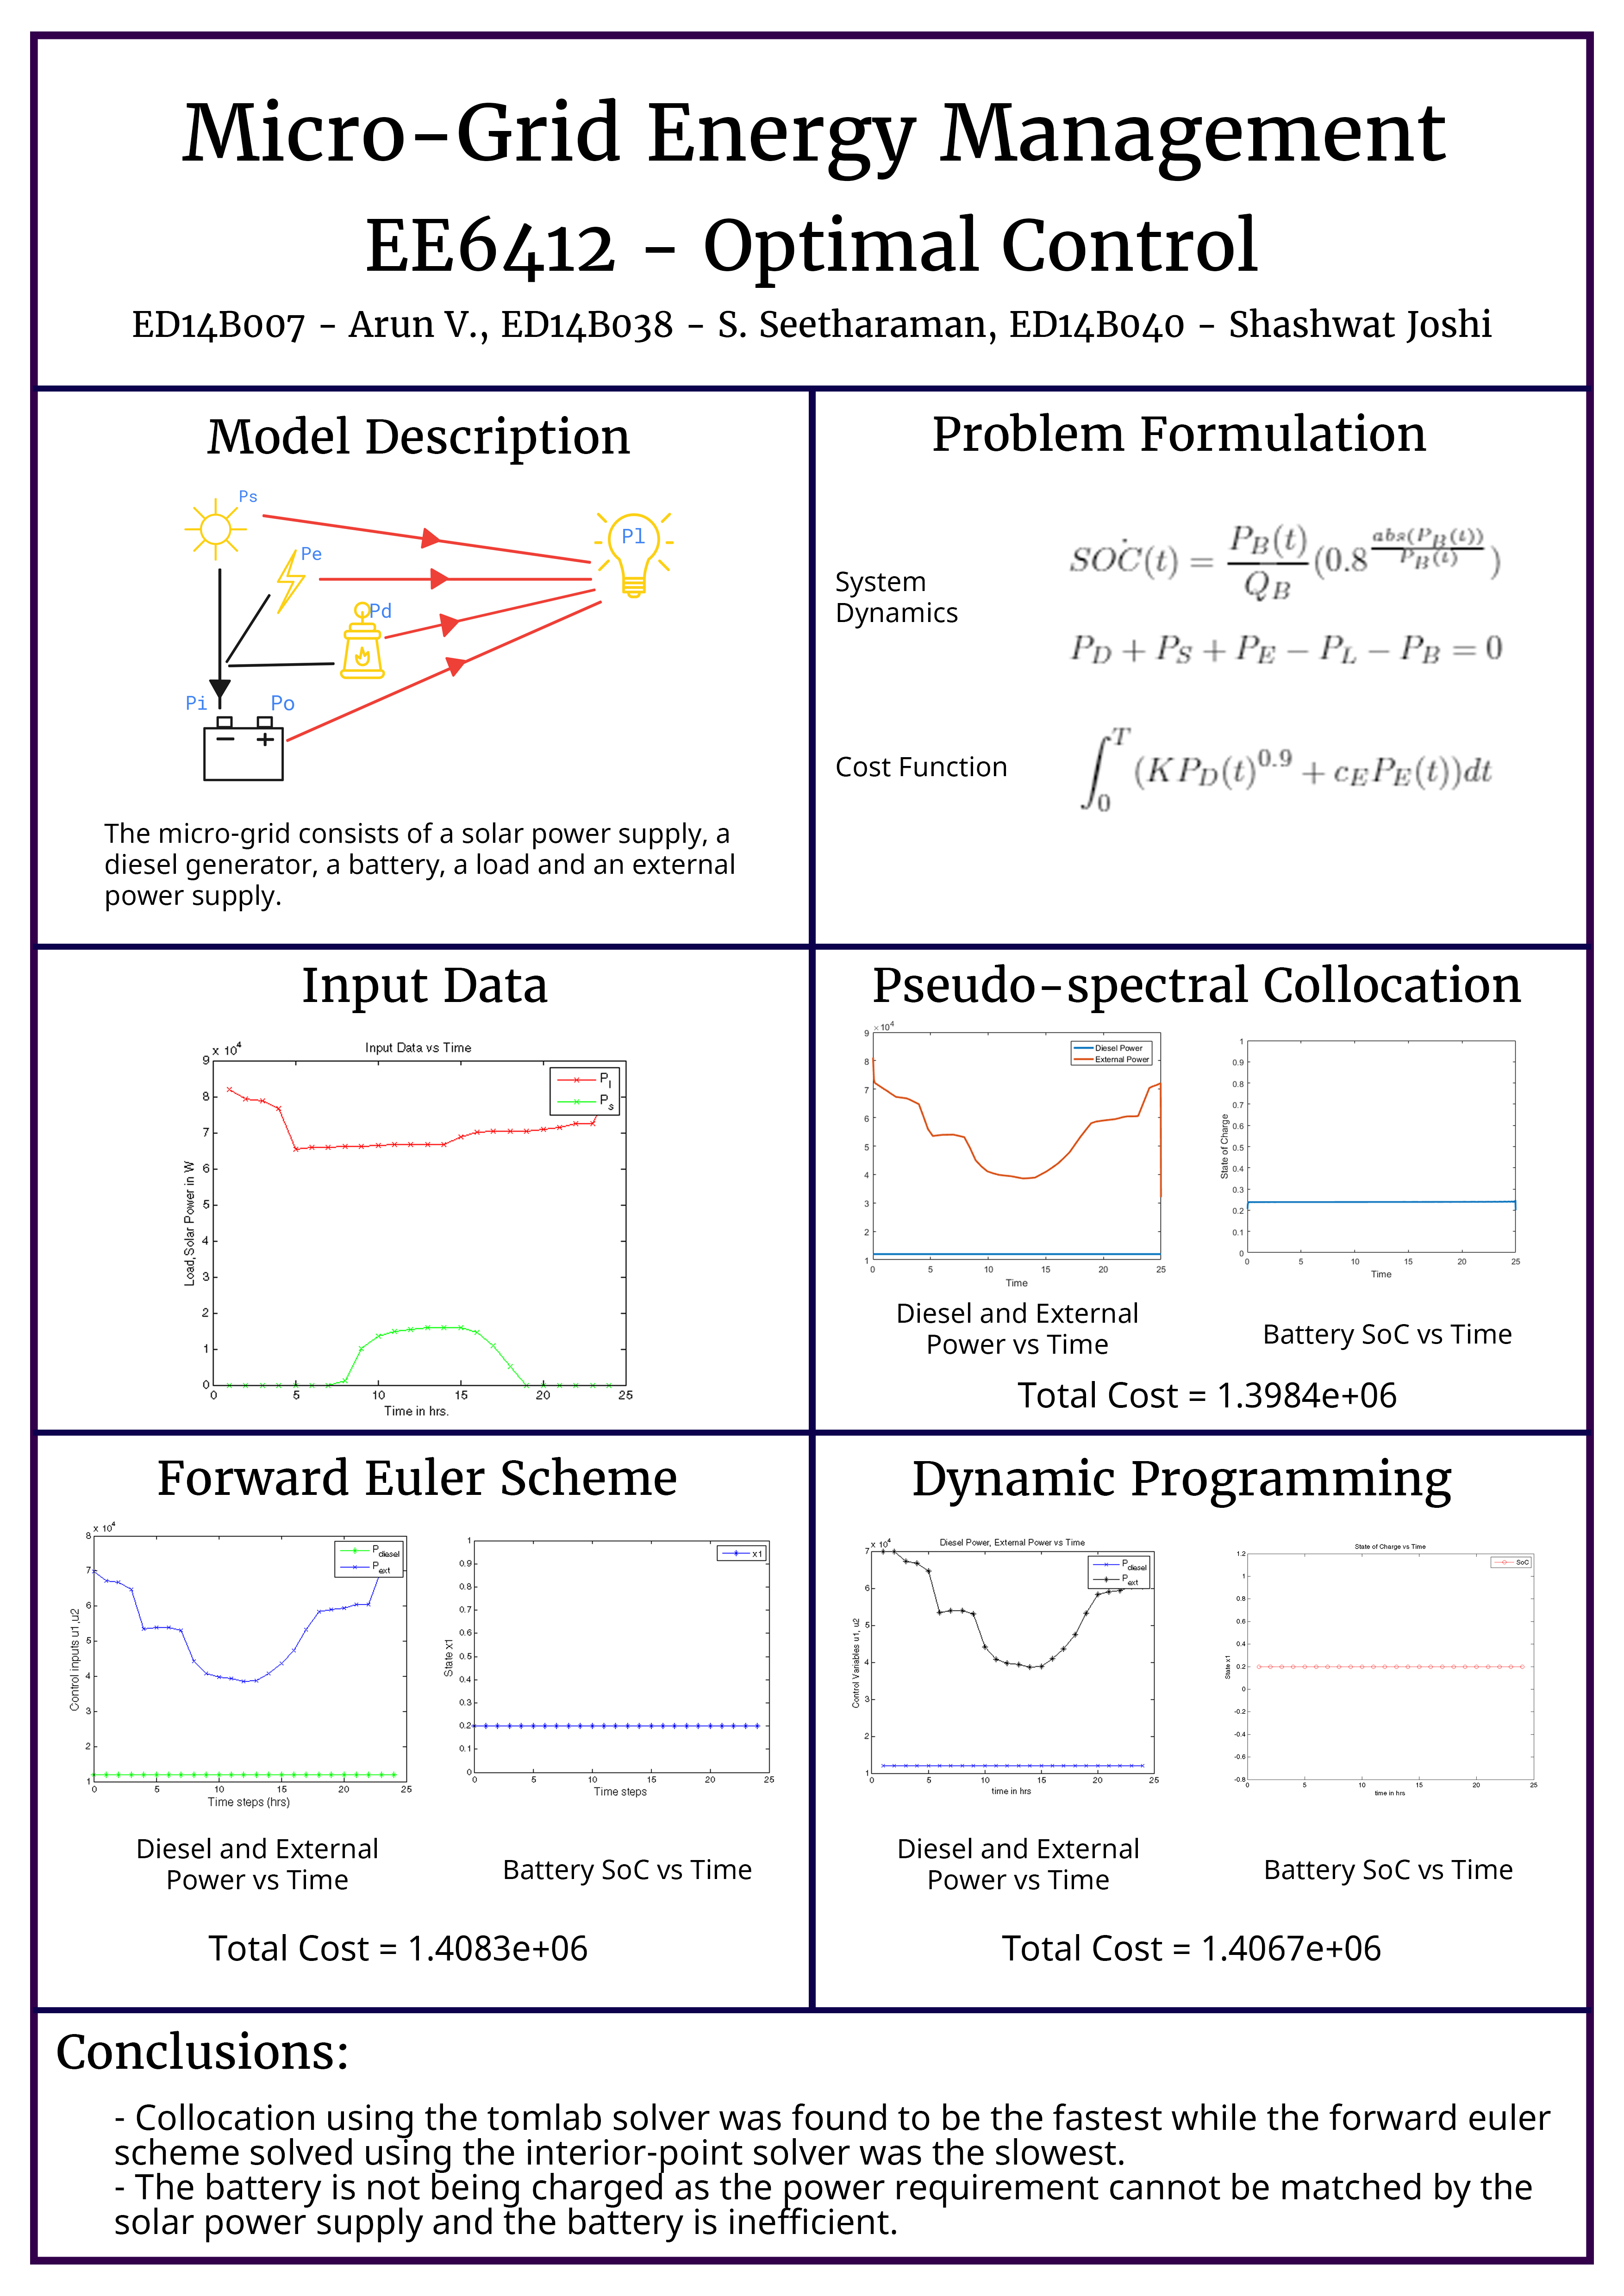 Micro-Grid Energy Management
EE6412 - Optimal Control
ED14B007 - Arun V., ED14B038 - S. Seetharaman, ED14B040 - Shashwat Joshi
Model Description
Ps
Pe
Pl
Pd
Pi
Po
The micro-grid consists of a solar power supply, a
diesel generator, a battery, a load and an external
power supply.
Problem Formulation
System
Dynamics
SOĊ(t) = P_B(t)/Q_B (0.8^{abs(P_B(t))/P_B(t)})
P_D + P_S + P_E − P_L − P_B = 0
Cost Function
∫_0^T (KP_D(t)^{0.9} + c_E P_E(t))dt
Input Data
Input Data vs Time
x 10^4
P_l
P_s
Load,Solar Power in W
9
8
7
6
5
4
3
2
1
0
0 5 10 15 20 25
Time in hrs.
Pseudo-spectral Collocation
×10^4
Diesel Power
External Power
9
8
7
6
5
4
3
2
1
0 5 10 15 20 25
Time
Diesel and External
Power vs Time
State of Charge
1
0.9
0.8
0.7
0.6
0.5
0.4
0.3
0.2
0.1
0
0 5 10 15 20 25
Time
Battery SoC vs Time
Total Cost = 1.3984e+06
Forward Euler Scheme
x 10^4
P_diesel
P_ext
Control inputs u1,u2
8
7
6
5
4
3
2
1
0 5 10 15 20 25
Time steps (hrs)
Diesel and External
Power vs Time
x1
State x1
1
0.9
0.8
0.7
0.6
0.5
0.4
0.3
0.2
0.1
0
0 5 10 15 20 25
Time steps
Battery SoC vs Time
Total Cost = 1.4083e+06
Dynamic Programming
Diesel Power, External Power vs Time
x 10^4
P_diesel
P_ext
Control Variables u1, u2
7
6
5
4
3
2
1
0 5 10 15 20 25
time in hrs
Diesel and External
Power vs Time
State of Charge vs Time
SoC
State x1
1.2
1
0.8
0.6
0.4
0.2
0
-0.2
-0.4
-0.6
-0.8
0 5 10 15 20 25
time in hrs
Battery SoC vs Time
Total Cost = 1.4067e+06
Conclusions:
- Collocation using the tomlab solver was found to be the fastest while the forward euler
scheme solved using the interior-point solver was the slowest.
- The battery is not being charged as the power requirement cannot be matched by the
solar power supply and the battery is inefficient.